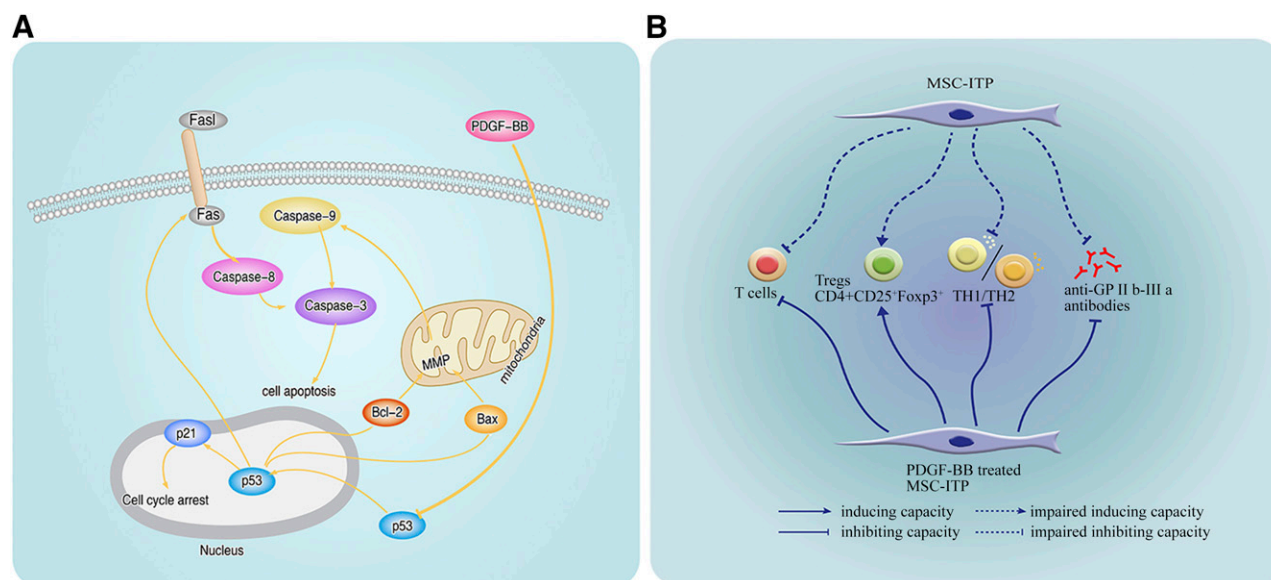 A
Fasl
PDGF-BB
Fas
Caspase-9
Caspase-8
Caspase-3
MMP
mitochondria
cell apoptosis
Bcl-2
Bax
p21
p53
Cell cycle arrest
p53
Nucleus
B
MSC-ITP
T cells
Tregs
CD4+CD25⁺Foxp3⁺
TH1/TH2
anti-GP II b-III a
antibodies
PDGF-BB treated
MSC-ITP
inducing capacity
impaired inducing capacity
inhibiting capacity
impaired inhibiting capacity